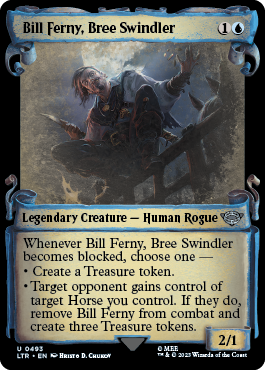 Bill Ferny, Bree Swindler 1
Legendary Creature — Human Rogue
Whenever Bill Ferny, Bree Swindler
becomes blocked, choose one —
• Create a Treasure token.
• Target opponent gains control of
target Horse you control. If they do,
remove Bill Ferny from combat and
create three Treasure tokens.
2/1
U 0493
LTR • EN Hristo D. Chukov
© MEE
™ & © 2023 Wizards of the Coast